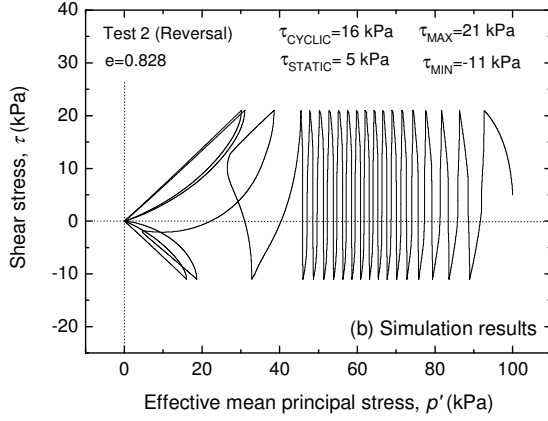 40
30
20
10
0
-10
-20
Shear stress, τ (kPa)
Test 2 (Reversal)
e=0.828
τCYCLIC=16 kPa
τMAX=21 kPa
τSTATIC= 5 kPa
τMIN=-11 kPa
(b) Simulation results
0 20 40 60 80 100
Effective mean principal stress, p' (kPa)